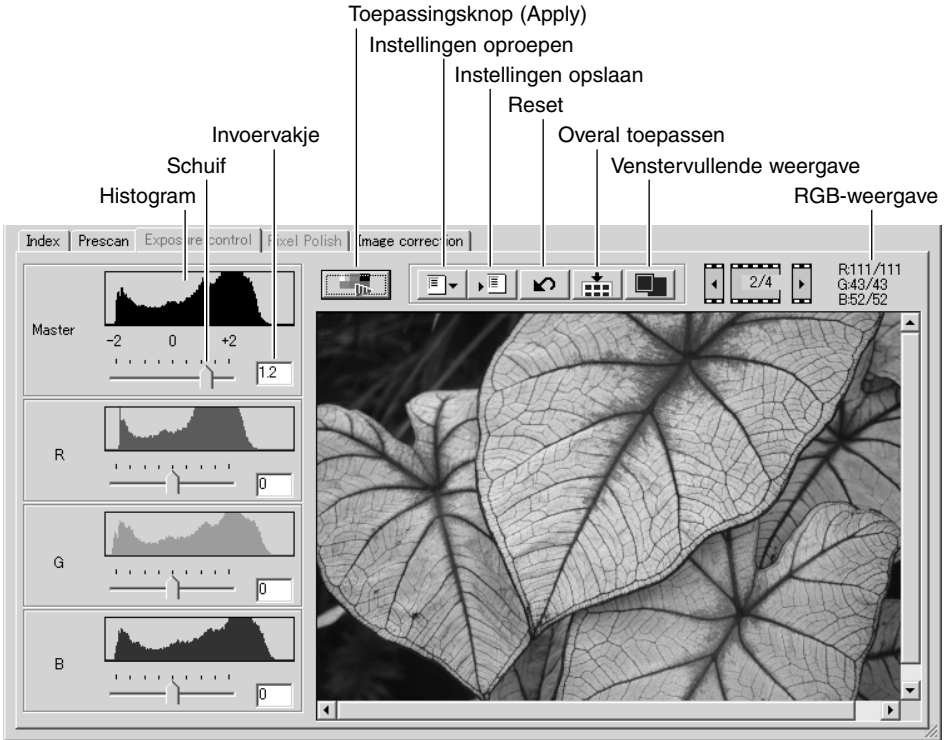 Toepassingsknop (Apply)
Instellingen oproepen
Instellingen opslaan
Reset
Invoervakje
Overal toepassen
Schuif
Venstervullende weergave
Histogram
RGB-weergave
Index
Prescan
Exposure control
Pixel Polish
Image correction
2/4
R:111/111
G:43/43
B:52/52
Master
-2 0 +2
1.2
R
0
G
0
B
0